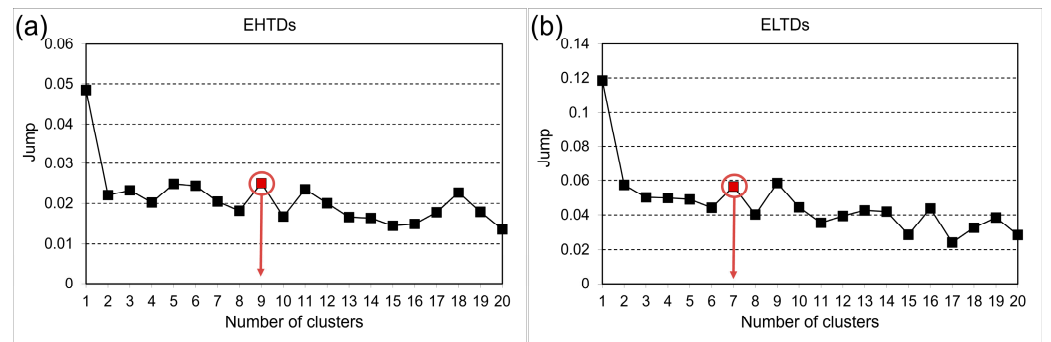 (a)
EHTDs
0.06
0.05
0.04
0.03
0.02
0.01
0
Jump
1 2 3 4 5 6 7 8 9 10 11 12 13 14 15 16 17 18 19 20
Number of clusters
(b)
ELTDs
0.14
0.12
0.1
0.08
0.06
0.04
0.02
0
Jump
1 2 3 4 5 6 7 8 9 10 11 12 13 14 15 16 17 18 19 20
Number of clusters